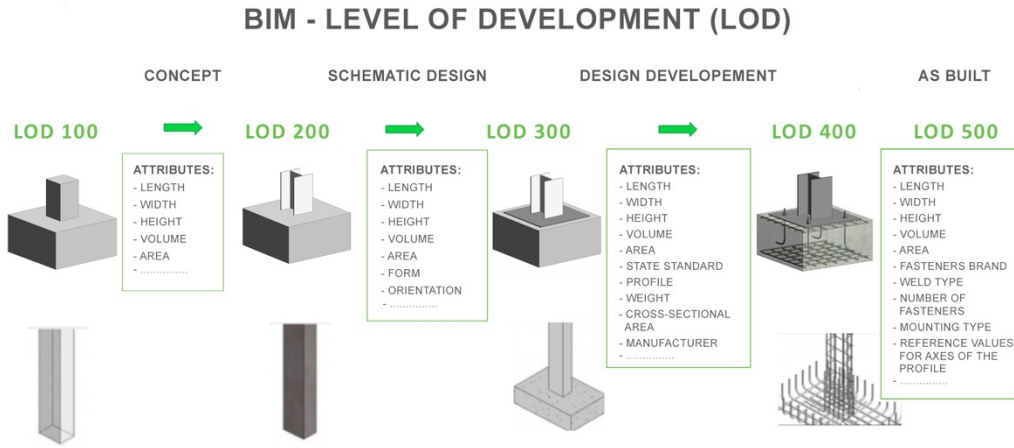 BIM - LEVEL OF DEVELOPMENT (LOD)
CONCEPT
SCHEMATIC DESIGN
DESIGN DEVELOPEMENT
AS BUILT
LOD 100
LOD 200
LOD 300
LOD 400
LOD 500
ATTRIBUTES:
- LENGTH
- WIDTH
- HEIGHT
- VOLUME
- AREA
- ...............
ATTRIBUTES:
- LENGTH
- WIDTH
- HEIGHT
- VOLUME
- AREA
- FORM
- ORIENTATION
- ...............
ATTRIBUTES:
- LENGTH
- WIDTH
- HEIGHT
- VOLUME
- AREA
- STATE STANDARD
- PROFILE
- WEIGHT
- CROSS-SECTIONAL
AREA
- MANUFACTURER
- ...............
ATTRIBUTES:
- LENGTH
- WIDTH
- HEIGHT
- VOLUME
- AREA
- FASTENERS BRAND
- WELD TYPE
- NUMBER OF
FASTENERS
- MOUNTING TYPE
- REFERENCE VALUES
FOR AXES OF THE
PROFILE
- ...............